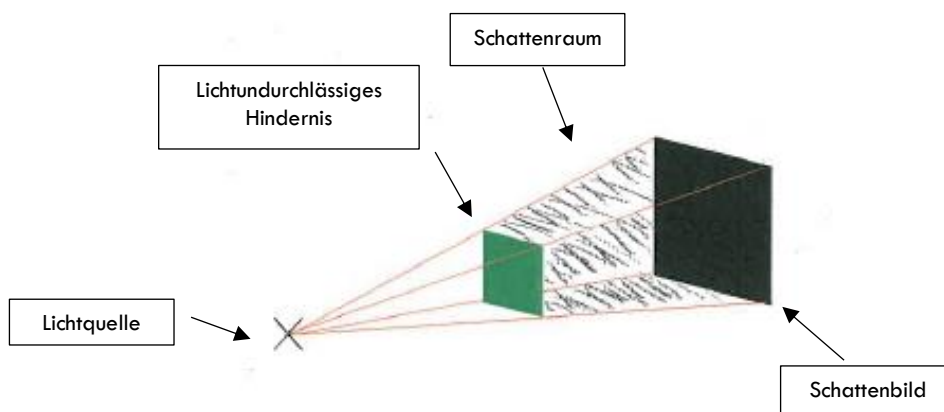 Schattenraum
Lichtundurchlässiges
Hindernis
Lichtquelle
Schattenbild